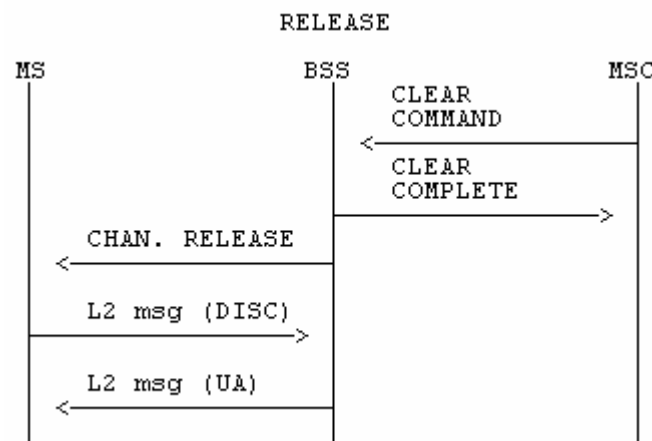 RELEASE
MS BSS MSC
CLEAR
COMMAND
CLEAR
COMPLETE
CHAN. RELEASE
L2 msg (DISC)
L2 msg (UA)